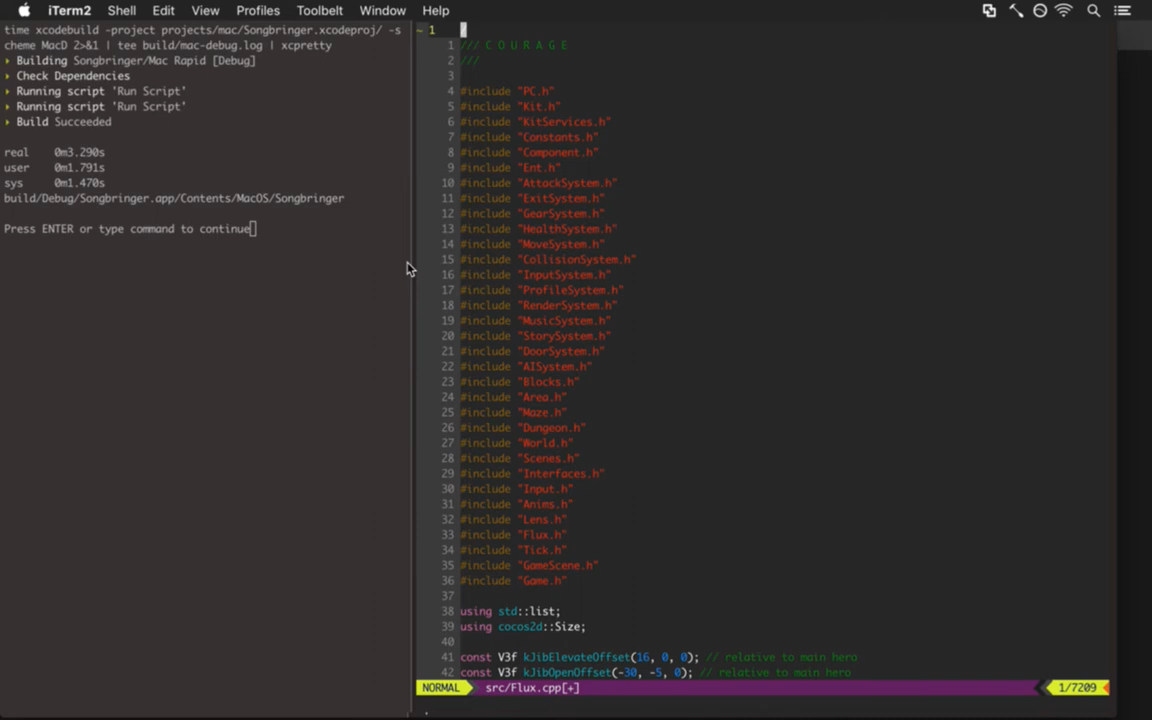 iTerm2 Shell Edit View Profiles Toolbelt Window Help
time xcodebuild -project projects/mac/Songbringer.xcodeproj/ -s
cheme MacD 2>&1 | tee build/mac-debug.log | xcpretty
▸ Building Songbringer/Mac Rapid [Debug]
▸ Check Dependencies
▸ Running script 'Run Script'
▸ Running script 'Run Script'
▸ Build Succeeded
real 0m3.290s
user 0m1.791s
sys 0m1.470s
build/Debug/Songbringer.app/Contents/MacOS/Songbringer
Press ENTER or type command to continue
~ 1
1 /// C O U R A G E
2 ///
3
4 #include "PC.h"
5 #include "Kit.h"
6 #include "KitServices.h"
7 #include "Constants.h"
8 #include "Component.h"
9 #include "Ent.h"
10 #include "AttackSystem.h"
11 #include "ExitSystem.h"
12 #include "GearSystem.h"
13 #include "HealthSystem.h"
14 #include "MoveSystem.h"
15 #include "CollisionSystem.h"
16 #include "InputSystem.h"
17 #include "ProfileSystem.h"
18 #include "RenderSystem.h"
19 #include "MusicSystem.h"
20 #include "StorySystem.h"
21 #include "DoorSystem.h"
22 #include "AISystem.h"
23 #include "Blocks.h"
24 #include "Area.h"
25 #include "Maze.h"
26 #include "Dungeon.h"
27 #include "World.h"
28 #include "Scenes.h"
29 #include "Interfaces.h"
30 #include "Input.h"
31 #include "Anims.h"
32 #include "Lens.h"
33 #include "Flux.h"
34 #include "Tick.h"
35 #include "GameScene.h"
36 #include "Game.h"
37
38 using std::list;
39 using cocos2d::Size;
40
41 const V3f kJibElevateOffset(16, 0, 0); // relative to main hero
42 const V3f kJibOpenOffset(-30, -5, 0); // relative to main hero
NORMAL src/Flux.cpp[+] 1/7209